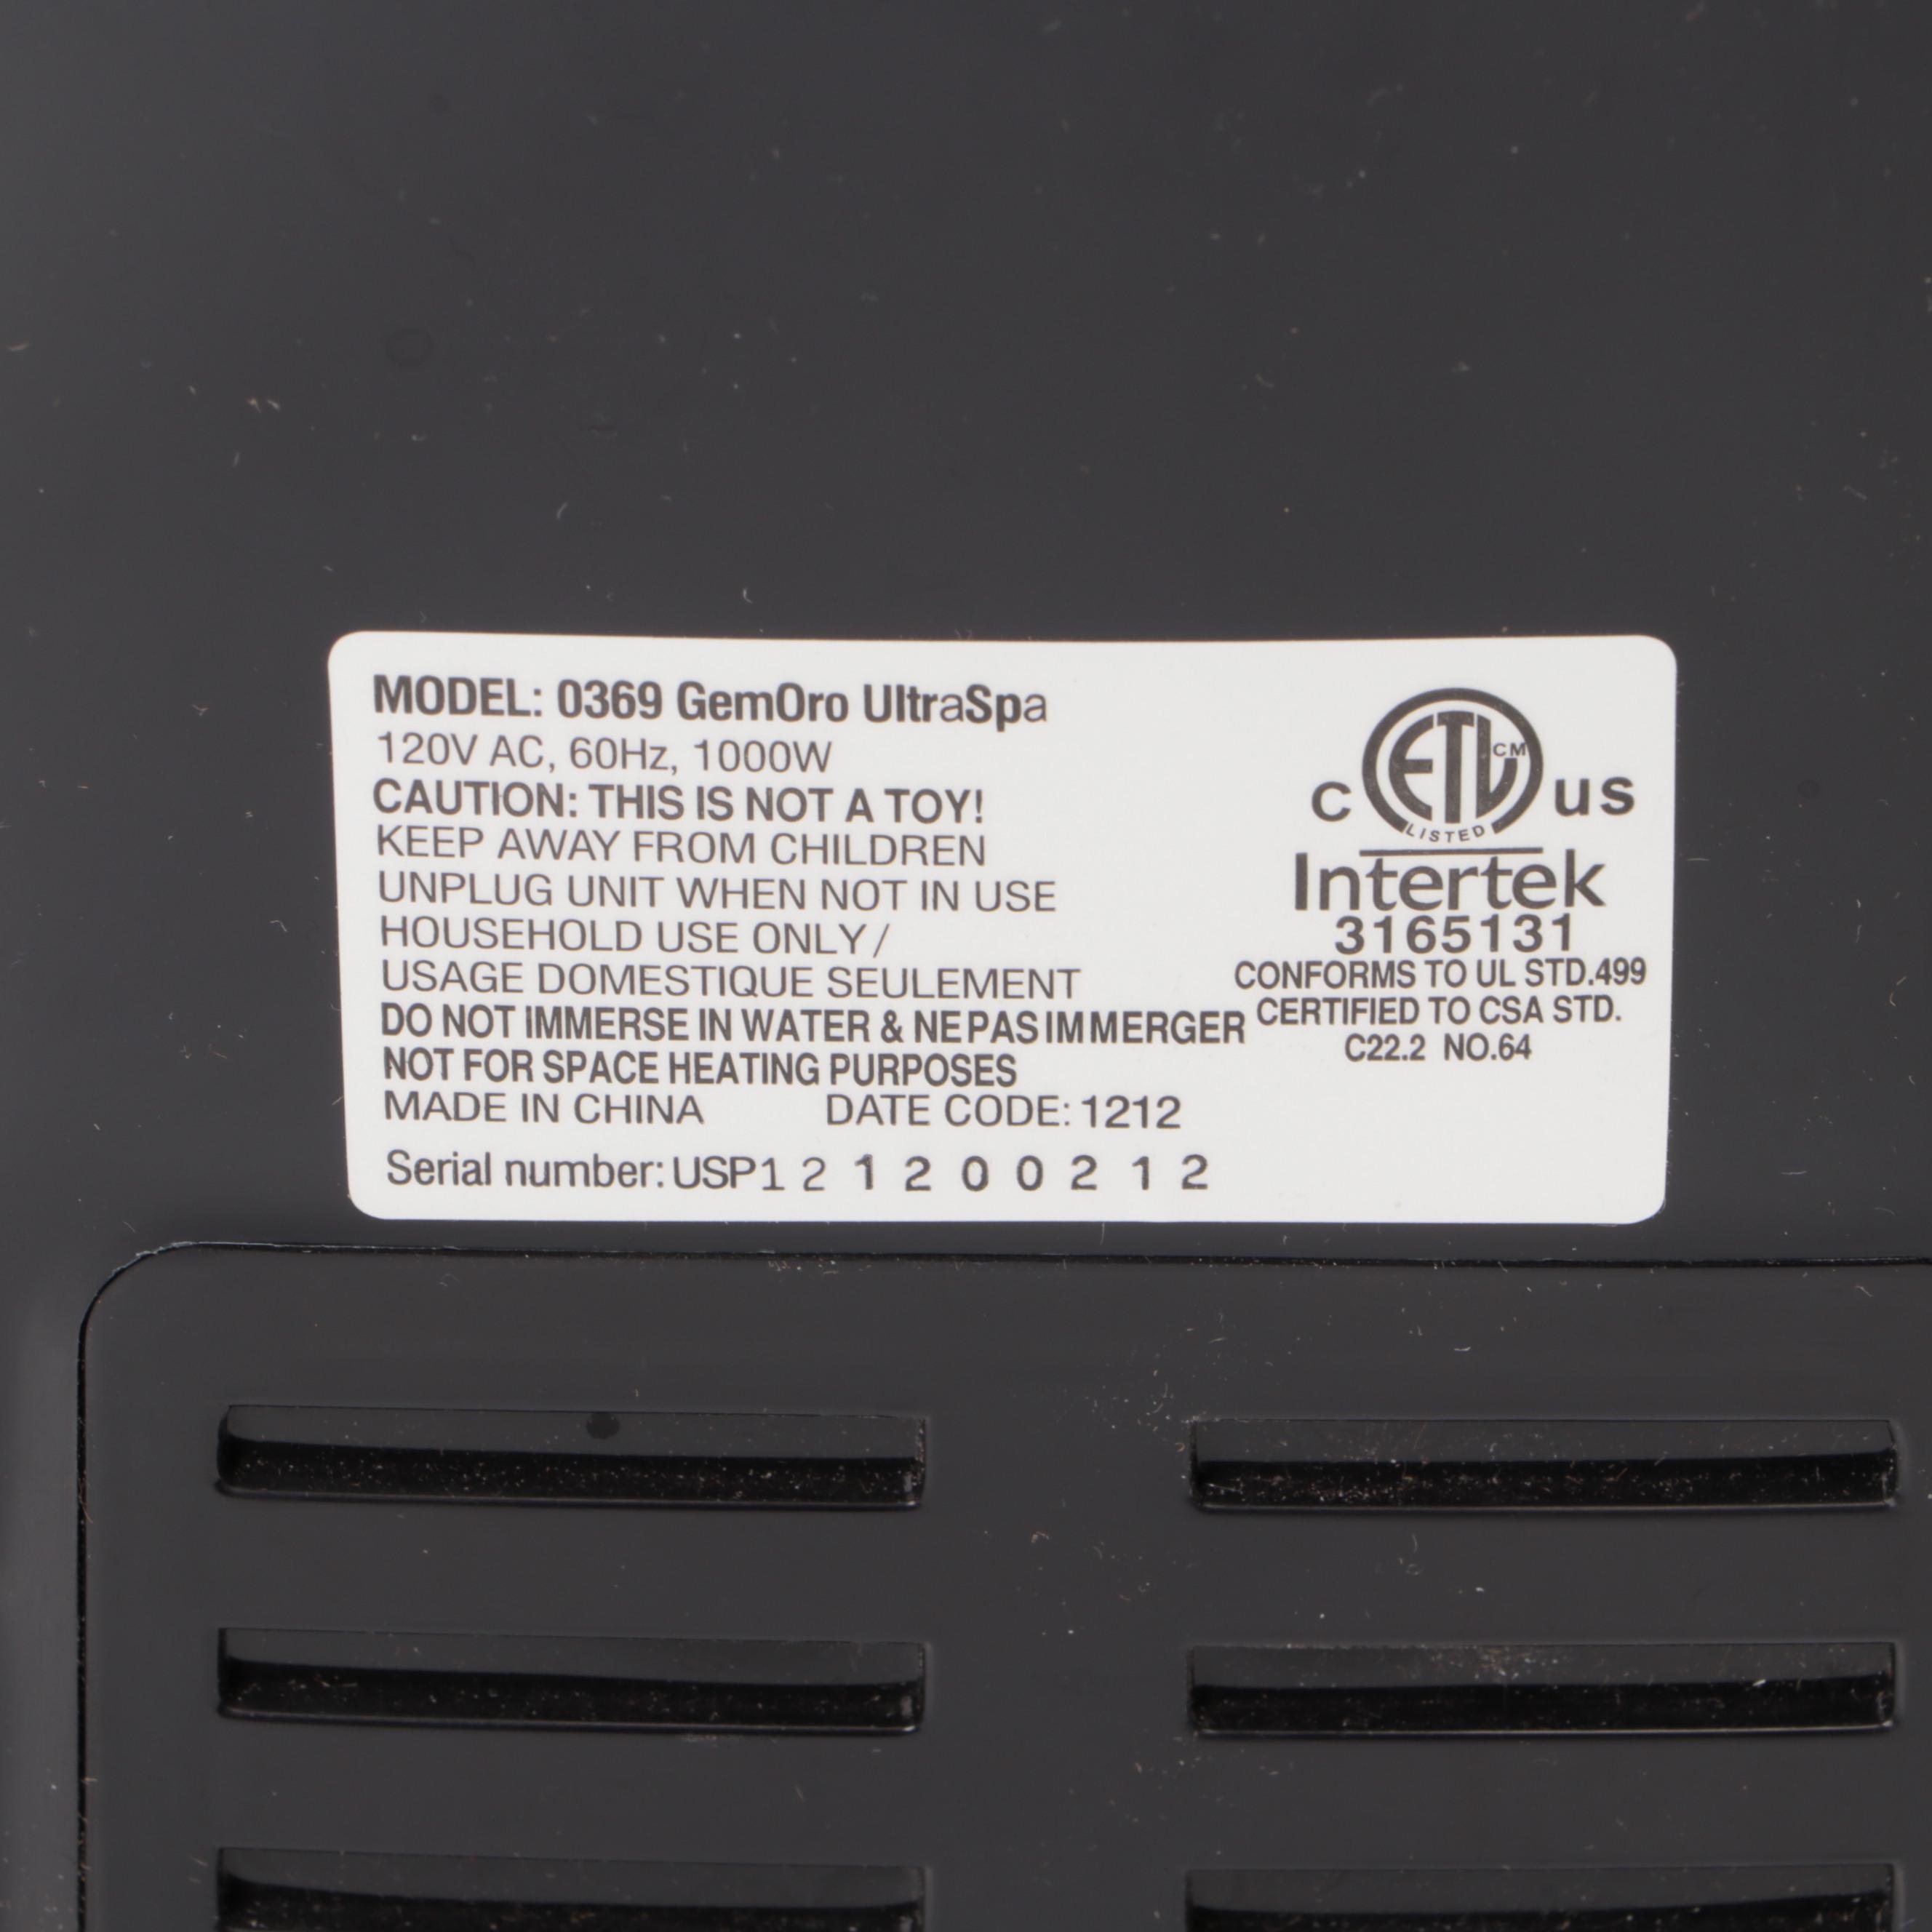 MODEL: 0369 GemOro UltraSpa
120V AC, 60Hz, 1000W
CAUTION: THIS IS NOT A TOY!
KEEP AWAY FROM CHILDREN
UNPLUG UNIT WHEN NOT IN USE
HOUSEHOLD USE ONLY/
USAGE DOMESTIQUE SEULEMENT
DO NOT IMMERSE IN WATER & NE PAS IMMERGER
NOT FOR SPACE HEATING PURPOSES
MADE IN CHINA DATE CODE: 1212
Serial number: USP1 2 1 2 0 0 2 1 2
C ETL CM US
LISTED
Intertek
3165131
CONFORMS TO UL STD.499
CERTIFIED TO CSA STD.
C22.2 NO.64